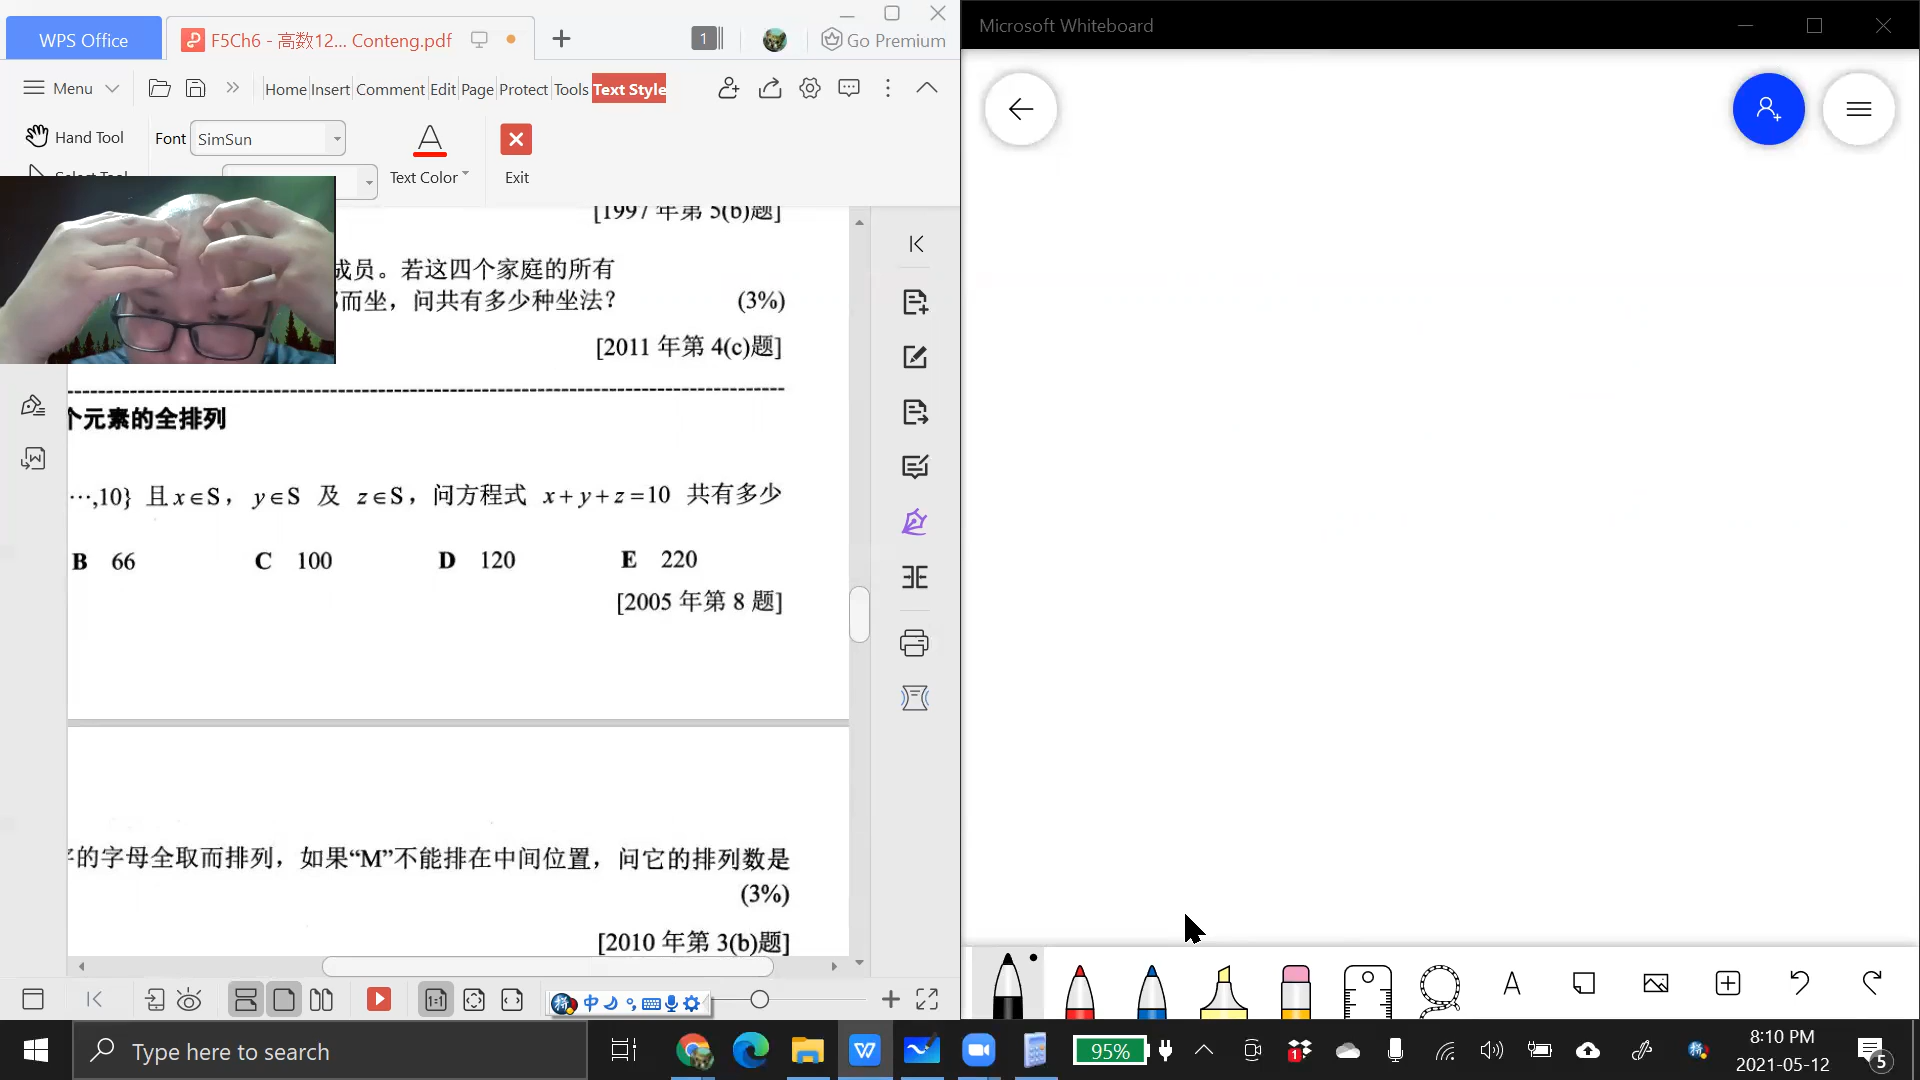 WPS Office
F5Ch6 - 高数12... Conteng.pdf
1
Go Premium
Menu
Home Insert Comment Edit Page Protect Tools Text Style
Hand Tool
Font SimSun
Text Color
Exit
[1997 年第 5(b)题]
成员。若这四个家庭的所有
而坐，问共有多少种坐法？ (3%)
[2011 年第 4(c)题]
个元素的全排列
⋯,10} 且 x∈S， y∈S 及 z∈S，问方程式 x+y+z=10 共有多少
B 66 C 100 D 120 E 220
[2005 年第 8 题]
的字母全取而排列，如果“M”不能排在中间位置，问它的排列数是
(3%)
[2010 年第 3(b)题]
1:1
中
Microsoft Whiteboard
A
Type here to search
95%
1
8:10 PM
2021-05-12
5